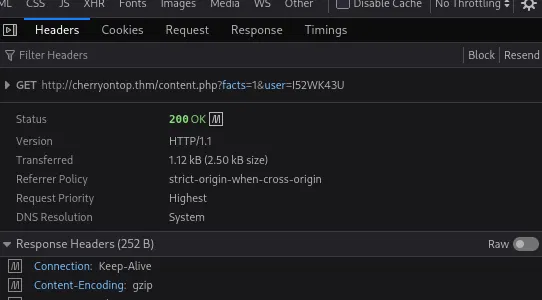 ML CSS JS XHR Fonts Images Media WS Other Disable Cache No Throttling
Headers Cookies Request Response Timings
Filter Headers Block Resend
GET http://cherryontop.thm/content.php?facts=1&user=I52WK43U
Status 200 OK
Version HTTP/1.1
Transferred 1.12 kB (2.50 kB size)
Referrer Policy strict-origin-when-cross-origin
Request Priority Highest
DNS Resolution System
Response Headers (252 B) Raw
Connection: Keep-Alive
Content-Encoding: gzip